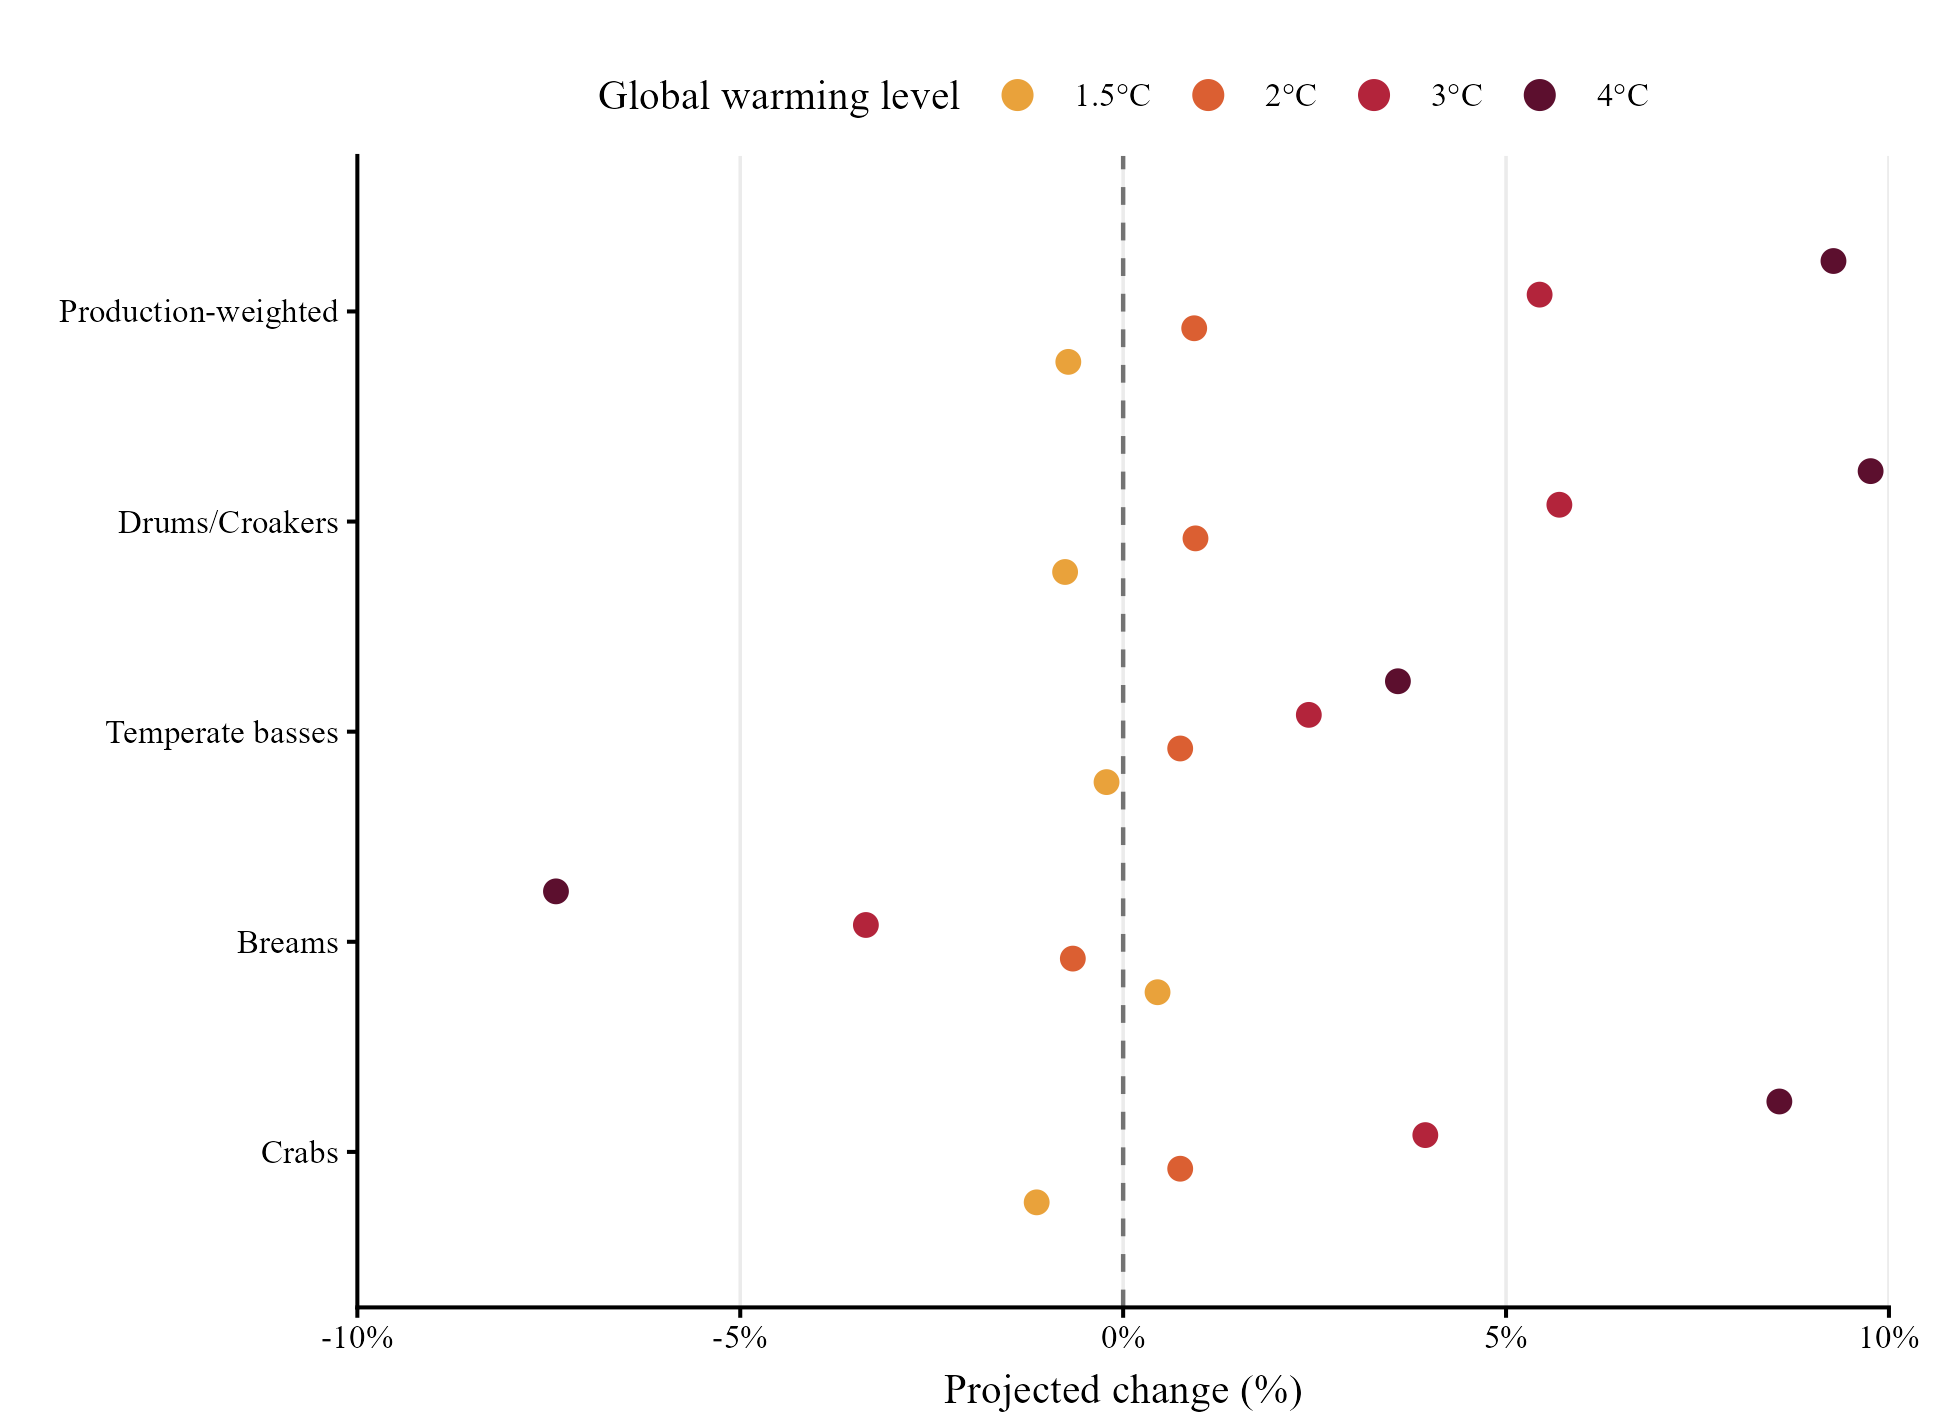 Global warming level 1.5°C 2°C 3°C 4°C
Production-weighted
Drums/Croakers
Temperate basses
Breams
Crabs
-10% -5% 0% 5% 10%
Projected change (%)